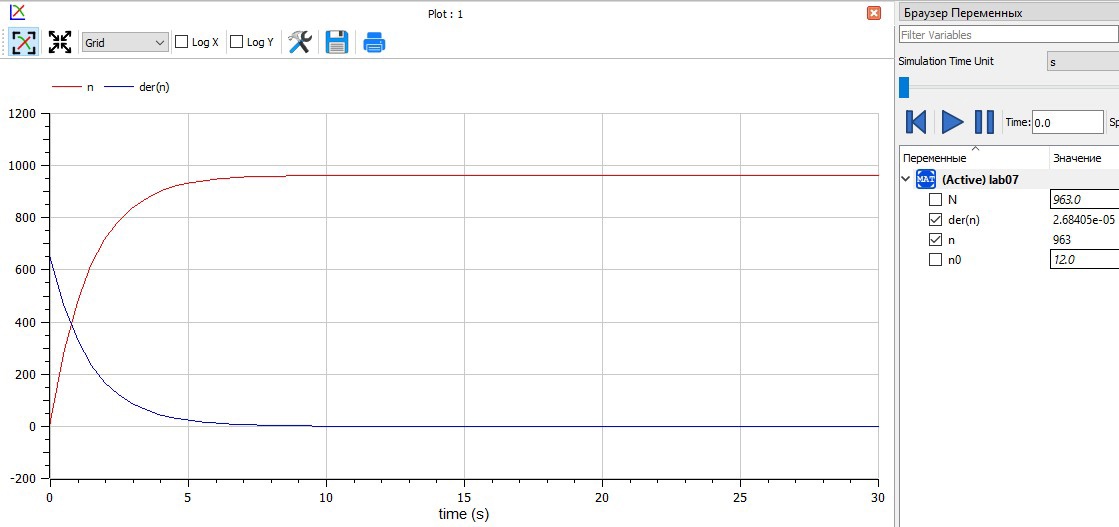 Plot : 1
Grid
Log X
Log Y
n
der(n)
1200
1000
800
600
400
200
0
-200
0
5
10
15
20
25
30
time (s)
Браузер Переменных
Filter Variables
Simulation Time Unit
s
Time:
0.0
Sp
Переменные
Значение
MAT
(Active) lab07
N
963.0
der(n)
2.68405e-05
n
963
n0
12.0